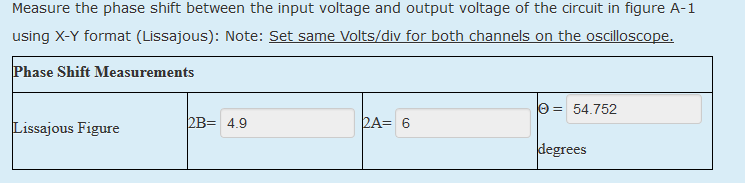 Measure the phase shift between the input voltage and output voltage of the circuit in figure A-1
using X-Y format (Lissajous): Note: Set same Volts/div for both channels on the oscilloscope.
Phase Shift Measurements
Lissajous Figure 2B= 4.9 2A= 6 Θ = 54.752
degrees